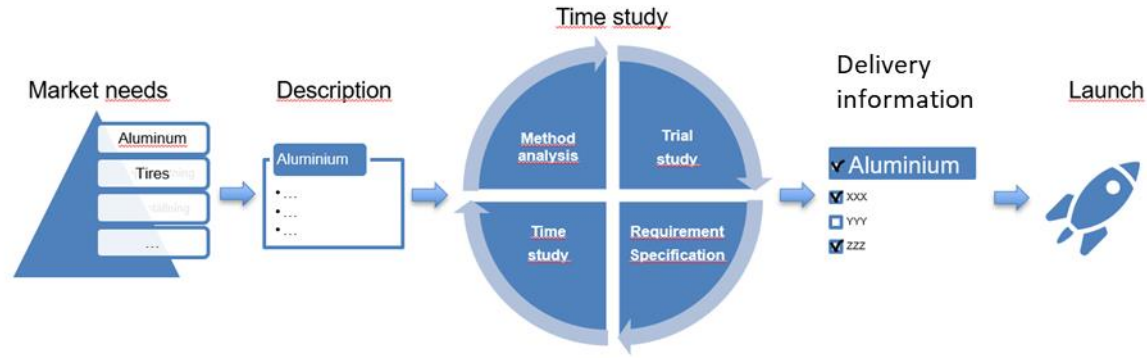 Time study
Market needs
Description
Delivery
information
Launch
Aluminum
Tires
...
Aluminium
• ...
• ...
• ...
Method
analysis
Trial
study
Time
study
Requirement
Specification
Aluminium
XXX
YYY
ZZZ